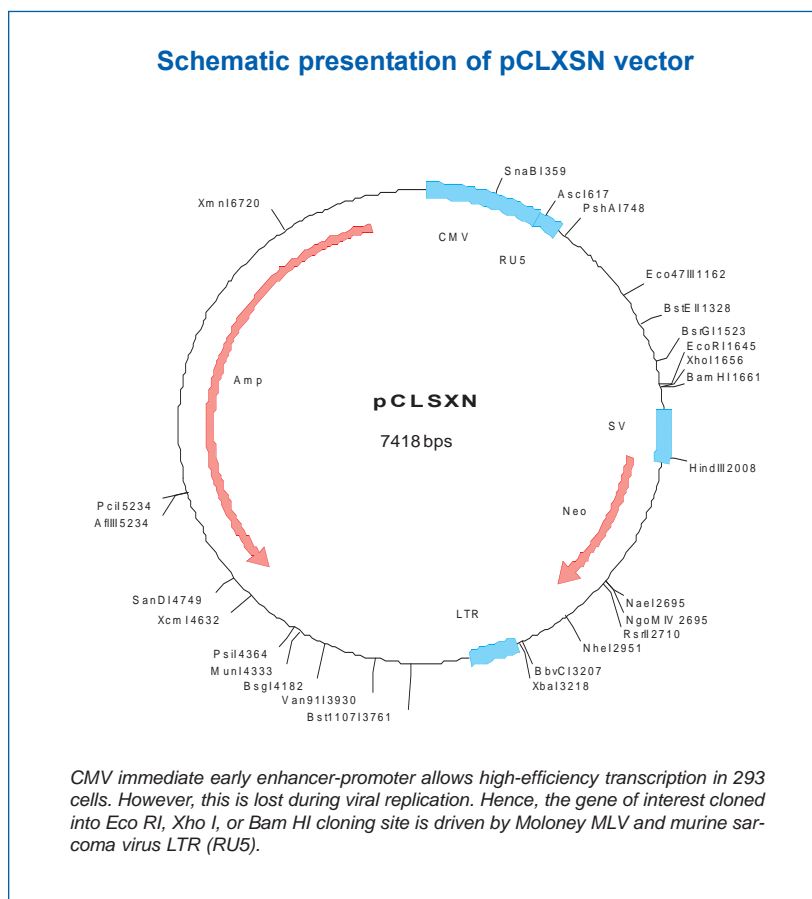 Schematic presentation of pCLXSN vector
SnaBI359
AscI617
PshAI748
XmnI6720
CMV
RU5
Eco47III1162
BstEII1328
BsrGI1523
EcoRI1645
XhoI1656
BamHI1661
Amp
pCLSXN
7418 bps
SV
HindIII2008
Neo
PciI5234
AflIII5234
SanDI4749
XcmI4632
LTR
NaeI2695
NgoMIV 2695
RsrII2710
NheI2951
PsiI4364
MunI4333
BsgI4182
Van91I3930
Bst1107I3761
BbvCI3207
XbaI3218
CMV immediate early enhancer-promoter allows high-efficiency transcription in 293
cells. However, this is lost during viral replication. Hence, the gene of interest cloned
into Eco RI, Xho I, or Bam HI cloning site is driven by Moloney MLV and murine sar-
coma virus LTR (RU5).